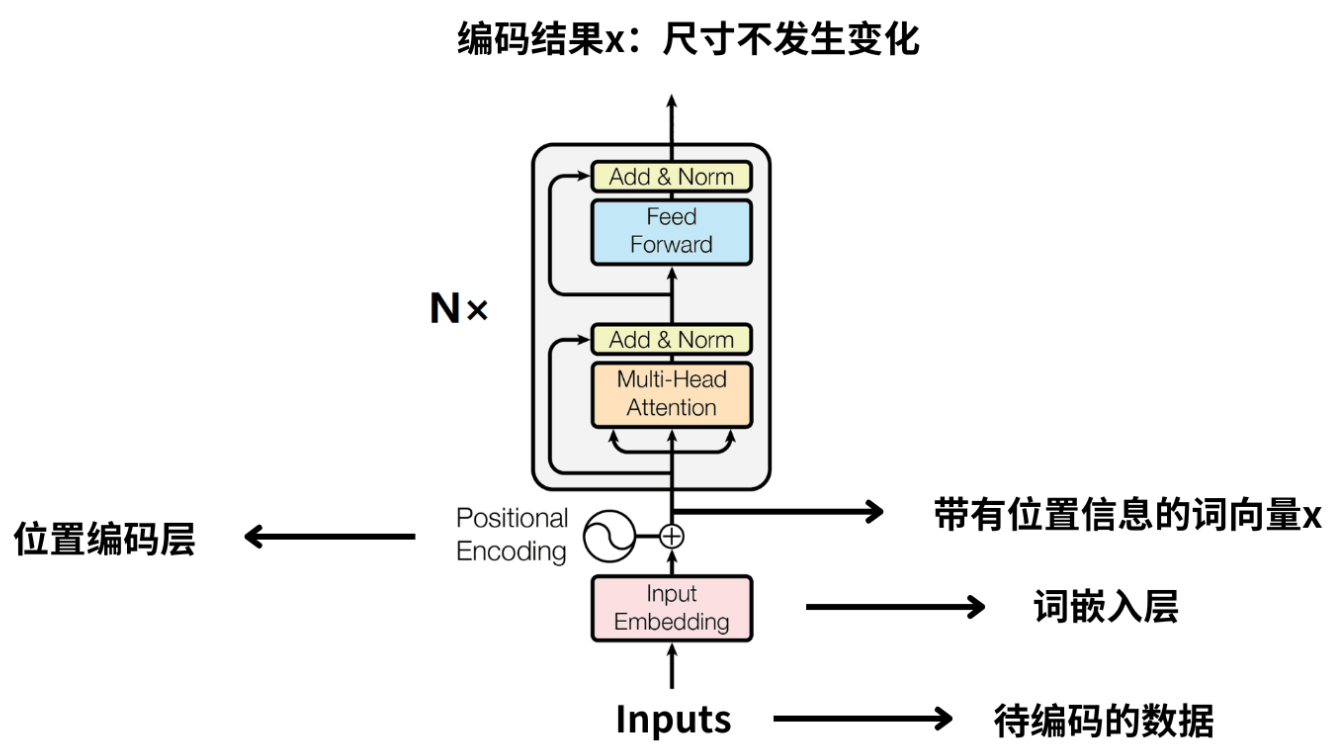 编码结果x：尺寸不发生变化
Add & Norm
Feed
Forward
N×
Add & Norm
Multi-Head
Attention
带有位置信息的词向量x
位置编码层
Positional
Encoding
Input
Embedding
词嵌入层
Inputs
待编码的数据